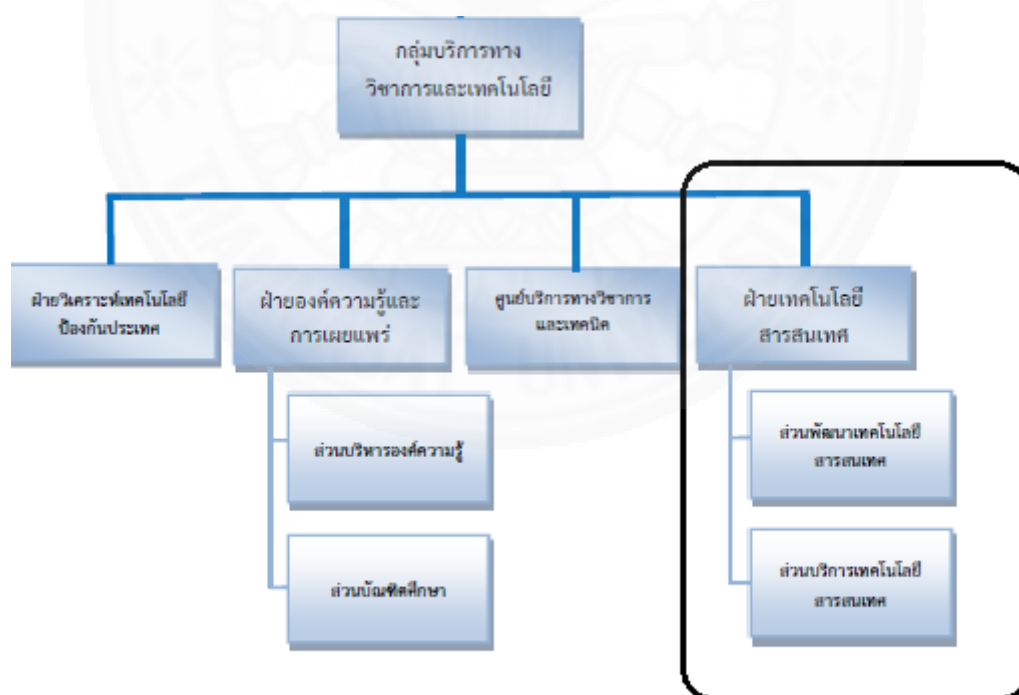 กลุ่มบริการทาง
วิชาการและเทคโนโลยี
ฝ่ายวิเคราะห์เทคโนโลยี
ป้องกันประเทศ
ฝ่ายองค์ความรู้และ
การเผยแพร่
ศูนย์บริการทางวิชาการ
และเทคนิค
ฝ่ายเทคโนโลยี
สารสนเทศ
ส่วนบริหารองค์ความรู้
ส่วนบัณฑิตศึกษา
ส่วนพัฒนาเทคโนโลยี
สารสนเทศ
ส่วนบริการเทคโนโลยี
สารสนเทศ